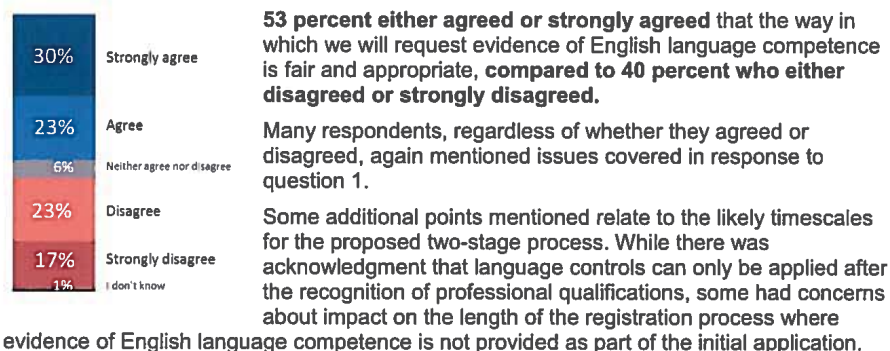 30% Strongly agree
23% Agree
6% Neither agree nor disagree
23% Disagree
17% Strongly disagree
1% I don't know
53 percent either agreed or strongly agreed that the way in
which we will request evidence of English language competence
is fair and appropriate, compared to 40 percent who either
disagreed or strongly disagreed.
Many respondents, regardless of whether they agreed or
disagreed, again mentioned issues covered in response to
question 1.
Some additional points mentioned relate to the likely timescales
for the proposed two-stage process. While there was
acknowledgment that language controls can only be applied after
the recognition of professional qualifications, some had concerns
about impact on the length of the registration process where
evidence of English language competence is not provided as part of the initial application.